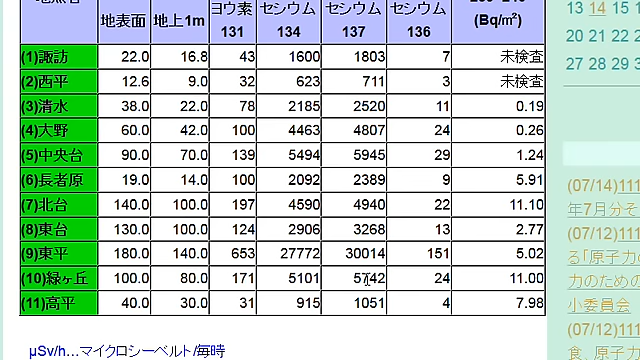 地表面 地上1m ヨウ素 セシウム セシウム セシウム
131 134 137 136 (Bq/㎡)
(1)諏訪 22.0 16.8 43 1600 1803 7 未検査
(2)西平 12.6 9.0 32 623 711 3 未検査
(3)清水 38.0 22.0 78 2185 2520 11 0.19
(4)大野 60.0 42.0 100 4463 4807 24 0.26
(5)中央台 90.0 70.0 139 5494 5945 29 1.24
(6)長者原 19.0 14.0 100 2092 2389 9 5.91
(7)北台 140.0 100.0 197 4590 4940 22 11.10
(8)東台 130.0 100.0 124 2906 3268 13 2.77
(9)東平 180.0 140.0 653 27772 30014 151 5.02
(10)緑ヶ丘 100.0 80.0 171 5101 5742 24 11.00
(11)高平 40.0 30.0 31 915 1051 4 7.98
μSv/h…マイクロシーベルト/毎時
13 14 15
20 21 22
27 28 29
(07/14)111
年7月分そ
(07/12)111
る「原子力
力のための
小委員会
(07/12)111
食、原子力